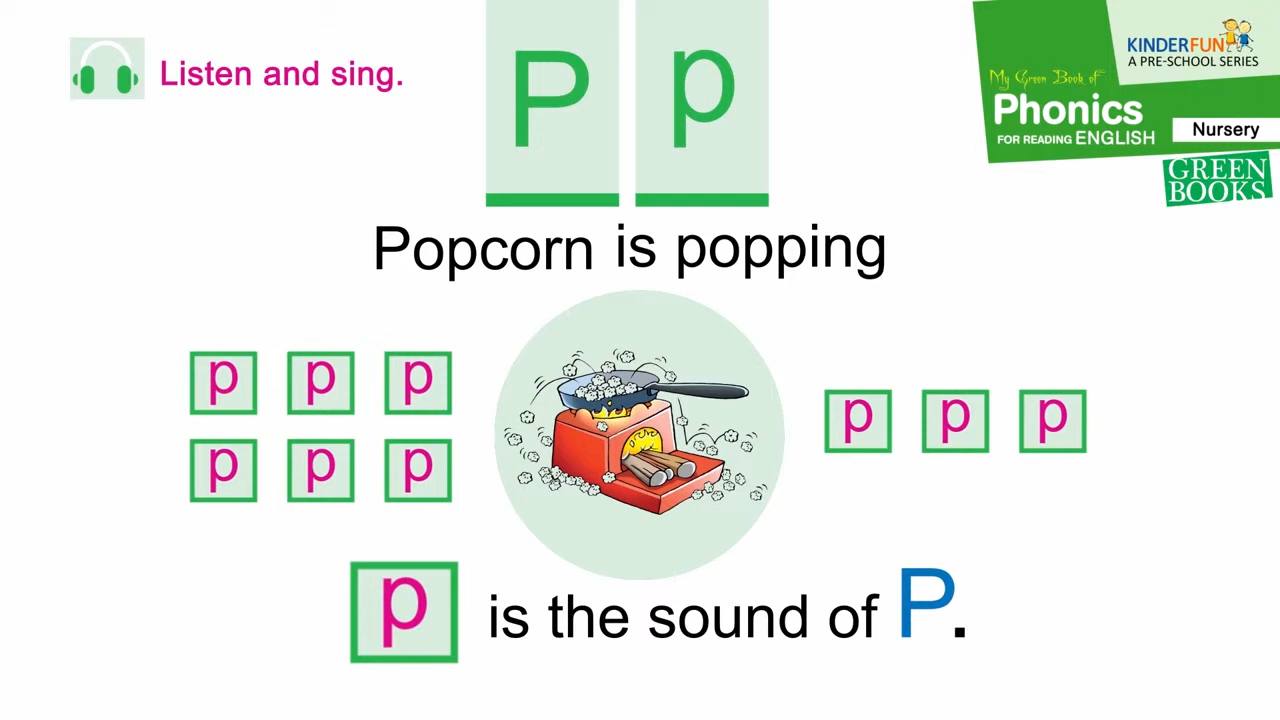 Listen and sing.
P p
KINDERFUN
A PRE-SCHOOL SERIES
My Green Book of
Phonics
FOR READING ENGLISH
Nursery
GREEN
BOOKS
Popcorn is popping
p p p
p p p
p p p
p is the sound of P.